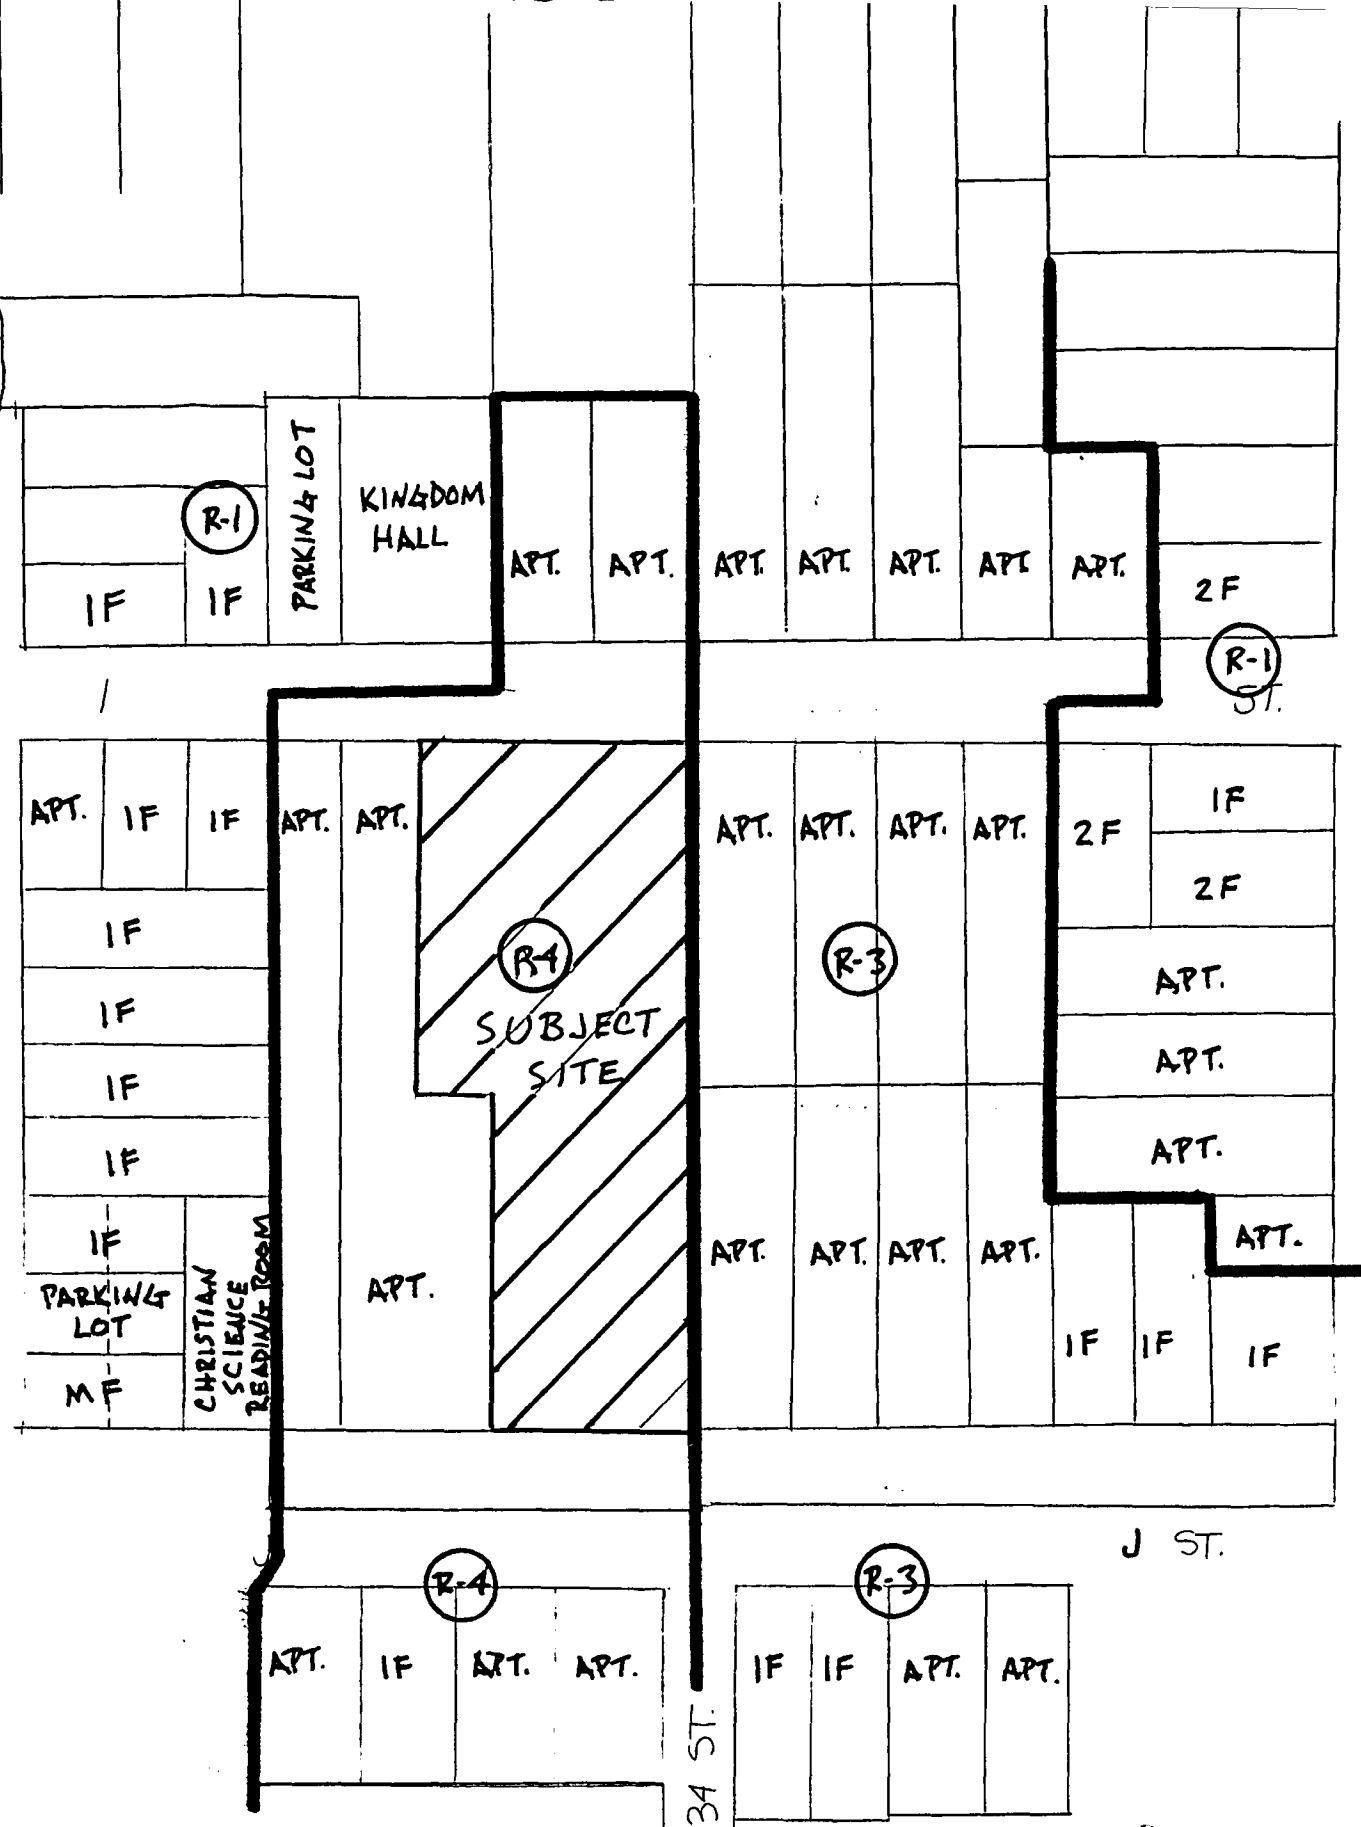 PARKING LOT
KINGDOM
HALL
R-1
1F
1F
APT.
APT.
APT.
APT.
APT.
APT
APT.
2F
R-1
ST.
I
APT.
1F
1F
APT.
APT.
APT.
APT.
APT.
APT.
2F
1F
2F
1F
R-4
R-3
APT.
1F
SUBJECT
SITE
APT.
1F
1F
APT.
1F
CHRISTIAN
SCIENCE
READING ROOM
APT.
APT.
APT.
APT.
APT.
APT.
PARKING
LOT
1F
1F
1F
MF
J ST.
R-4
R-3
APT.
1F
APT.
APT.
1F
1F
APT.
APT.
34 ST.